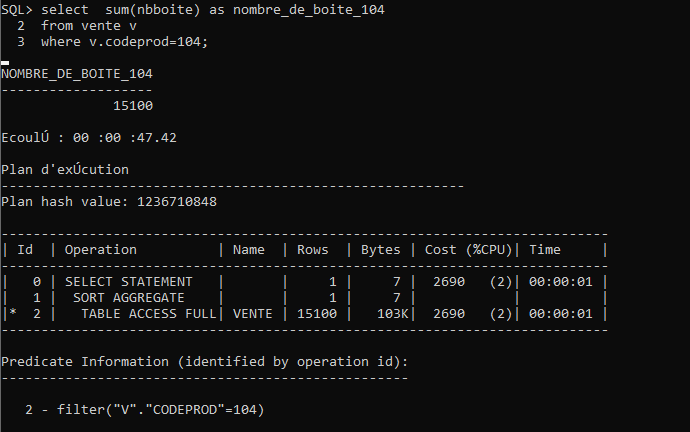 SQL> select  sum(nbboite) as nombre_de_boite_104
  2  from vente v
  3  where v.codeprod=104;

NOMBRE_DE_BOITE_104
-------------------
              15100

EcoulÚ : 00 :00 :47.42

Plan d'exÚcution
----------------------------------------------------------
Plan hash value: 1236710848

----------------------------------------------------------------------------
| Id  | Operation          | Name  | Rows  | Bytes | Cost (%CPU)| Time     |
----------------------------------------------------------------------------
|   0 | SELECT STATEMENT   |       |     1 |     7 |  2690   (2)| 00:00:01 |
|   1 |  SORT AGGREGATE    |       |     1 |     7 |            |          |
|*  2 |   TABLE ACCESS FULL| VENTE | 15100 |   103K|  2690   (2)| 00:00:01 |
----------------------------------------------------------------------------

Predicate Information (identified by operation id):
---------------------------------------------------

   2 - filter("V"."CODEPROD"=104)